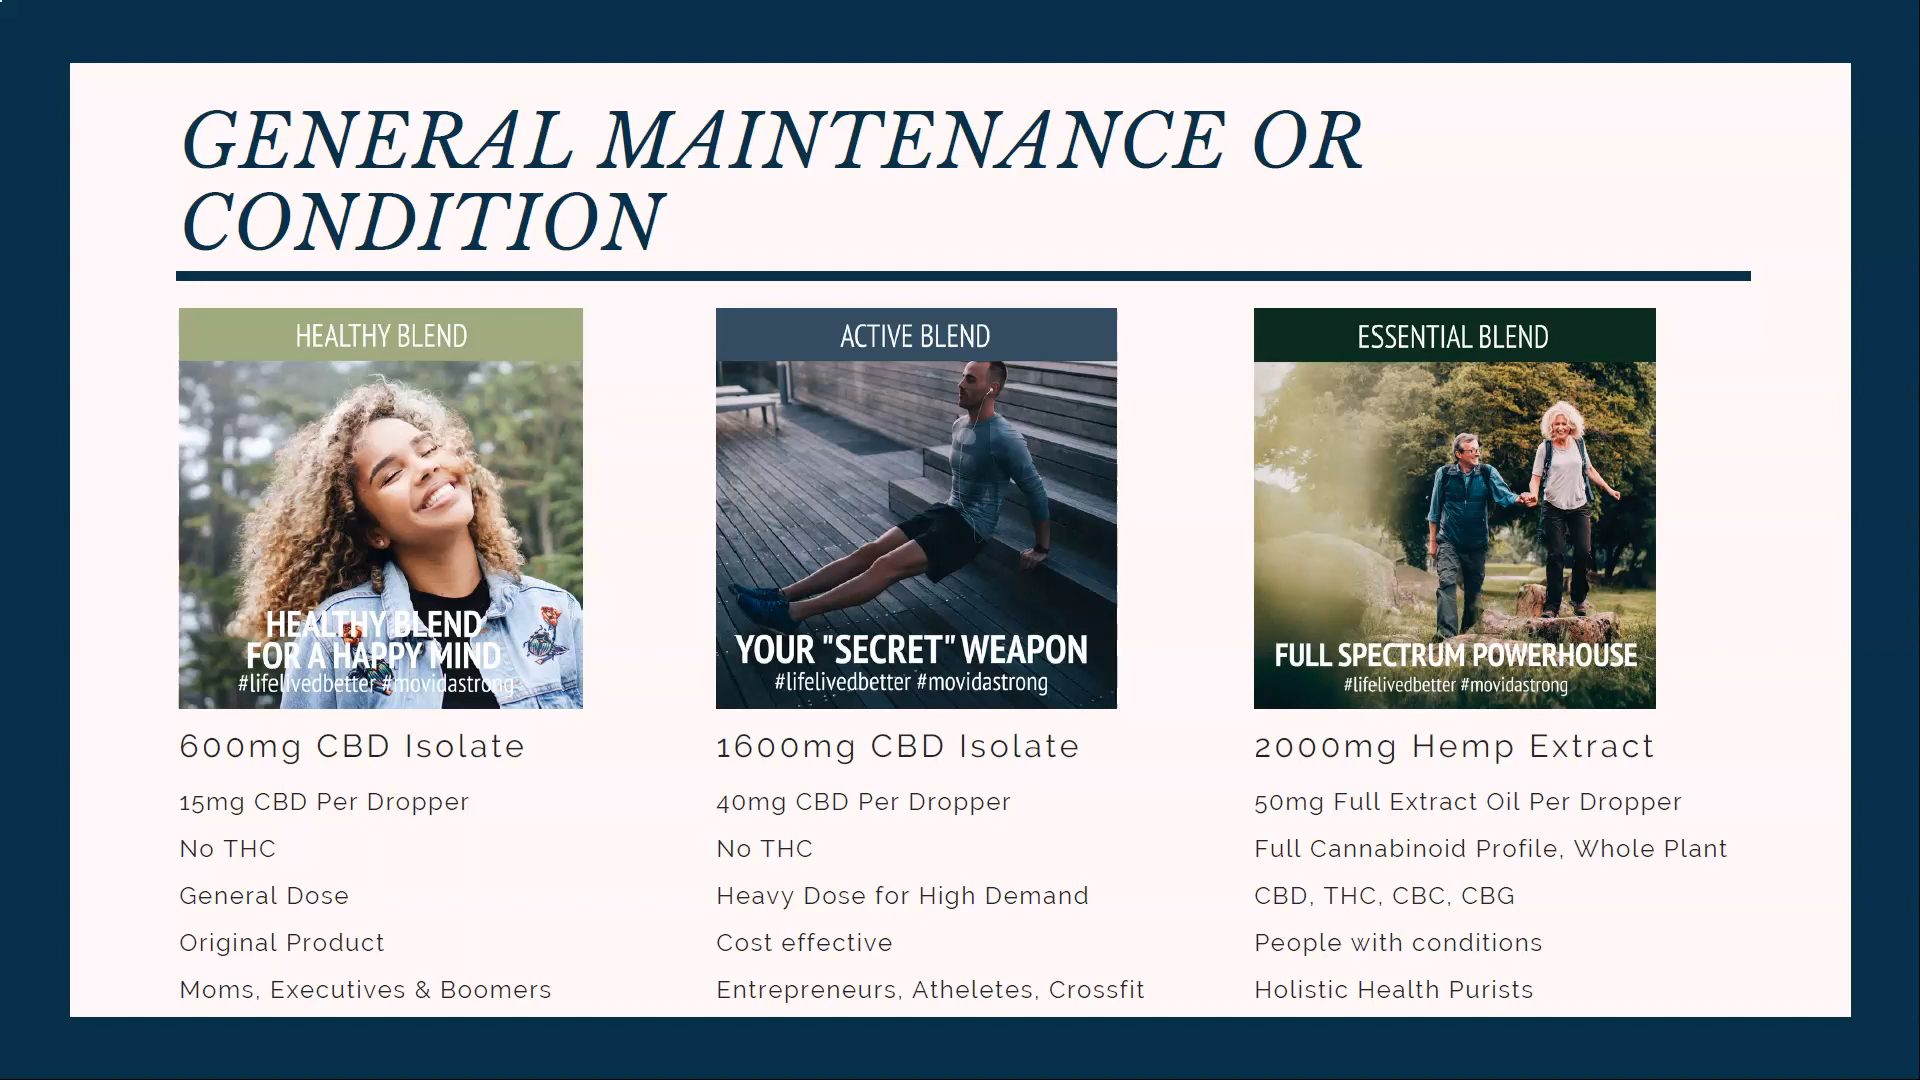 GENERAL MAINTENANCE OR
CONDITION
HEALTHY BLEND
HEALTHY BLEND
FOR A HAPPY MIND
#lifelivedbetter #movidastrong
600mg CBD Isolate
15mg CBD Per Dropper
No THC
General Dose
Original Product
Moms, Executives & Boomers
ACTIVE BLEND
YOUR "SECRET" WEAPON
#lifelivedbetter #movidastrong
1600mg CBD Isolate
40mg CBD Per Dropper
No THC
Heavy Dose for High Demand
Cost effective
Entrepreneurs, Atheletes, Crossfit
ESSENTIAL BLEND
FULL SPECTRUM POWERHOUSE
#lifelivedbetter #movidastrong
2000mg Hemp Extract
50mg Full Extract Oil Per Dropper
Full Cannabinoid Profile, Whole Plant
CBD, THC, CBC, CBG
People with conditions
Holistic Health Purists